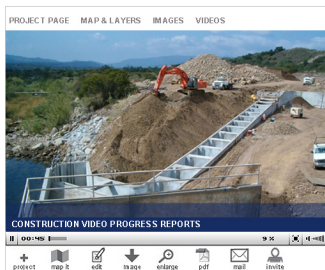 PROJECT PAGE MAP & LAYERS IMAGES VIDEOS
CONSTRUCTION VIDEO PROGRESS REPORTS
00:45 9 x
project map it edit image enlarge pdf mail invite